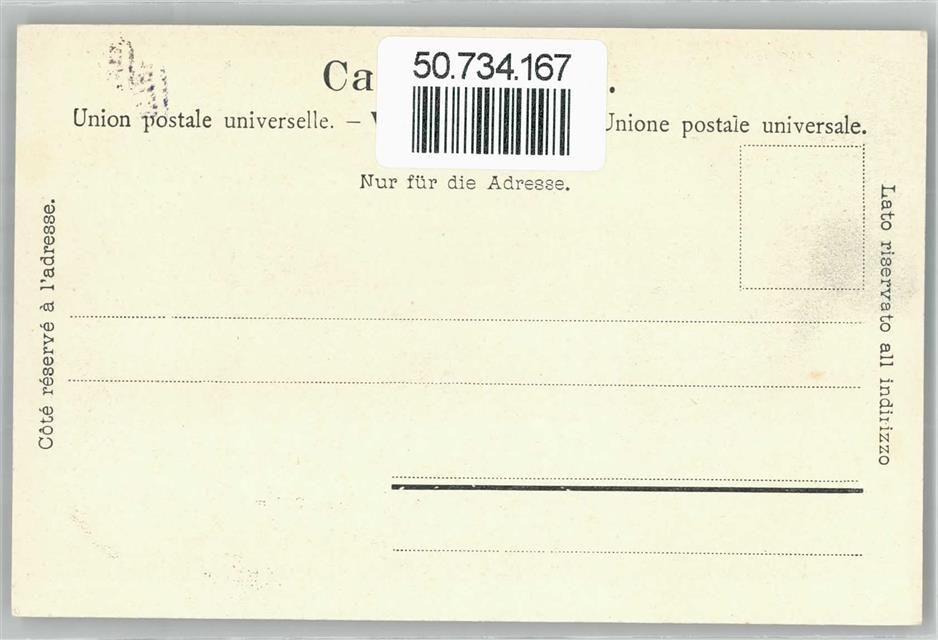 50.734.167
Ca
Union postale universelle. –
Unione postale universale.
Nur für die Adresse.
Côté réservé à l'adresse.
Lato riservato all indirizzo